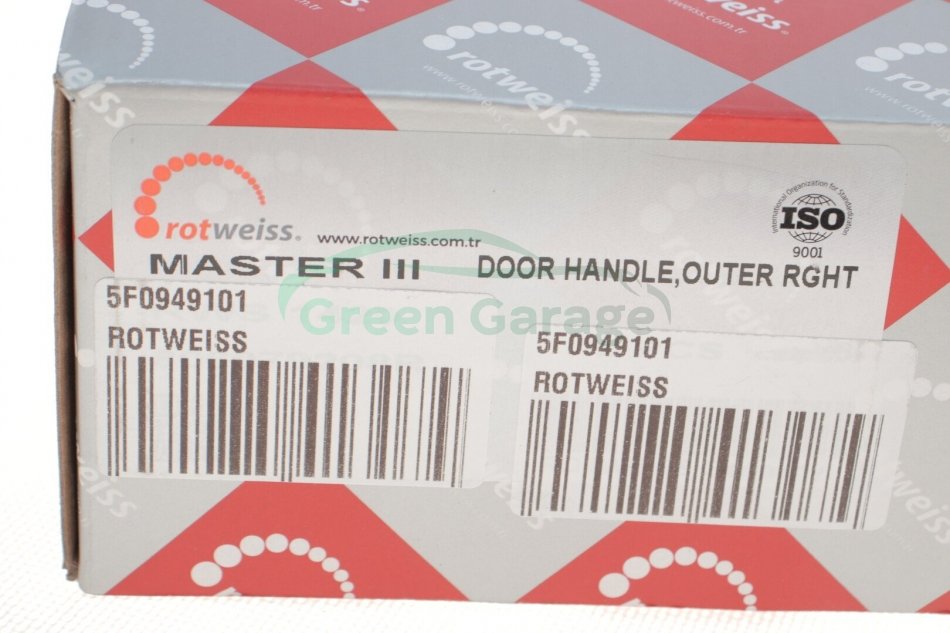 rotweiss
www.rotweiss.com.tr
rotweiss
rotweiss®
www.rotweiss.com.tr
International Organization for Standardization
ISO
9001
MASTER III
DOOR HANDLE,OUTER RGHT
Green Garage
5F0949101
ROTWEISS
5F0949101
ROTWEISS